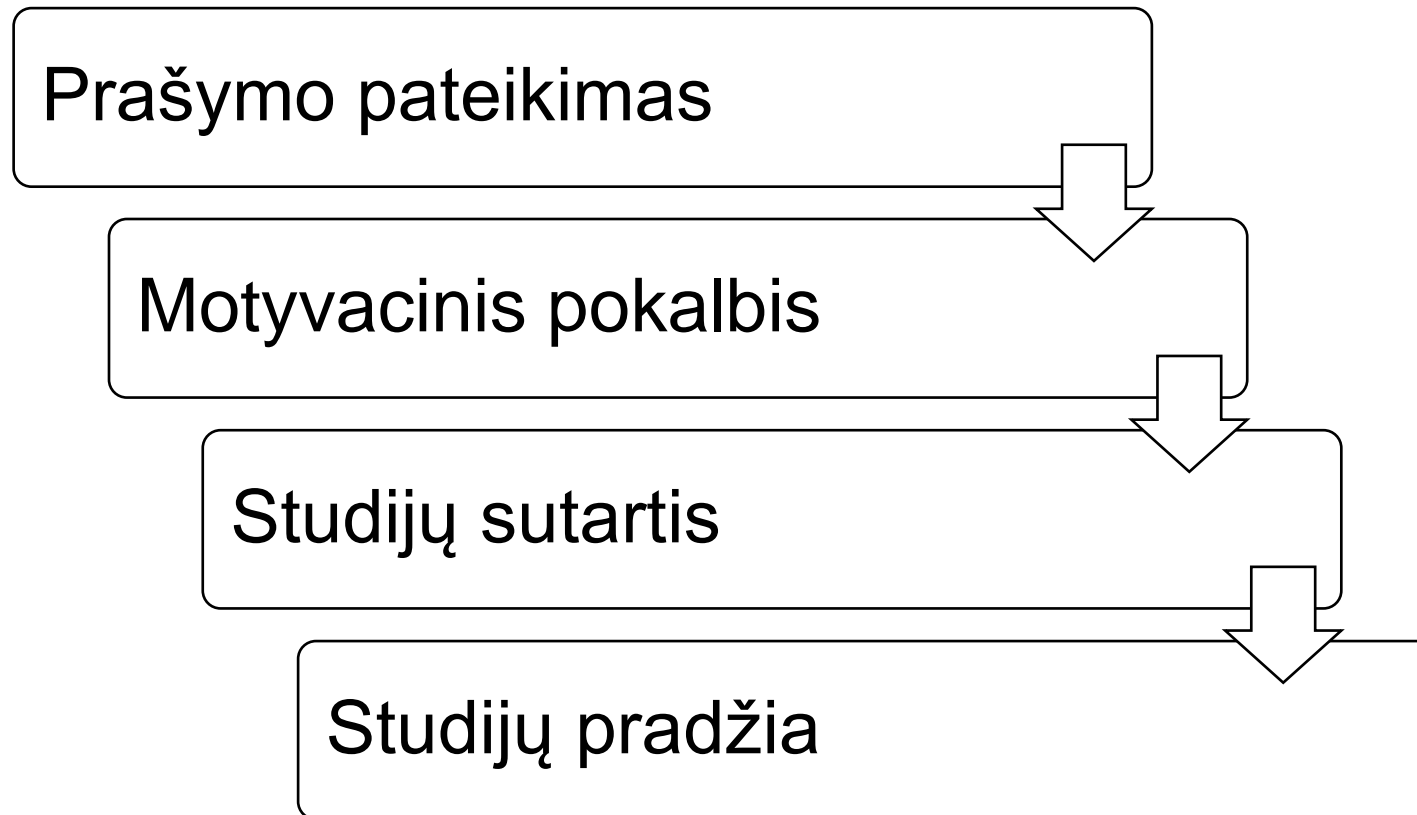 Prašymo pateikimas
Motyvacinis pokalbis
Studijų sutartis
Studijų pradžia